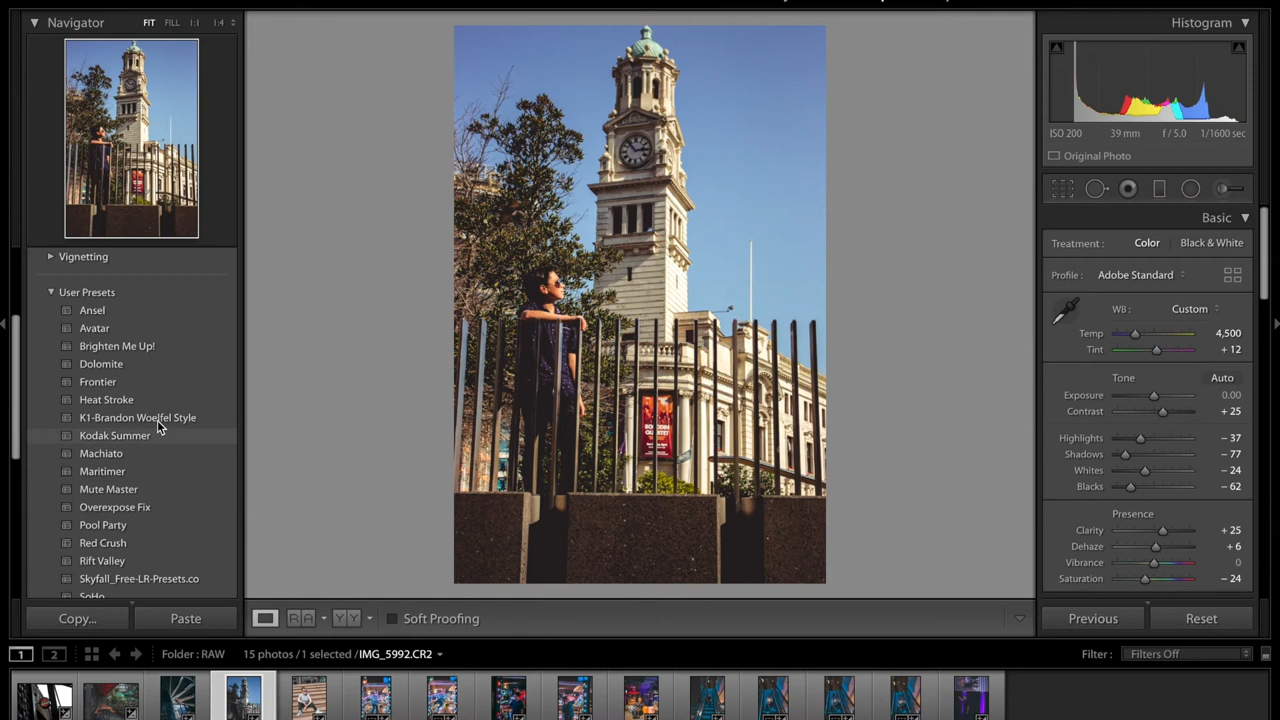 Navigator
FIT FILL 1:1 1:4
Vignetting
User Presets
Ansel
Avatar
Brighten Me Up!
Dolomite
Frontier
Heat Stroke
K1-Brandon Woelfel Style
Kodak Summer
Machiato
Maritimer
Mute Master
Overexpose Fix
Pool Party
Red Crush
Rift Valley
Skyfall_Free-LR-Presets.co
SoHo
Copy...
Paste
Soft Proofing
Histogram
ISO 200 39 mm f / 5.0 1/1600 sec
Original Photo
Basic
Treatment : Color Black & White
Profile : Adobe Standard
WB : Custom
Temp 4,500
Tint + 12
Tone Auto
Exposure 0.00
Contrast + 25
Highlights − 37
Shadows − 77
Whites − 24
Blacks − 62
Presence
Clarity + 25
Dehaze + 6
Vibrance 0
Saturation − 24
Previous
Reset
1 2 Folder : RAW 15 photos / 1 selected / IMG_5992.CR2
Filter : Filters Off